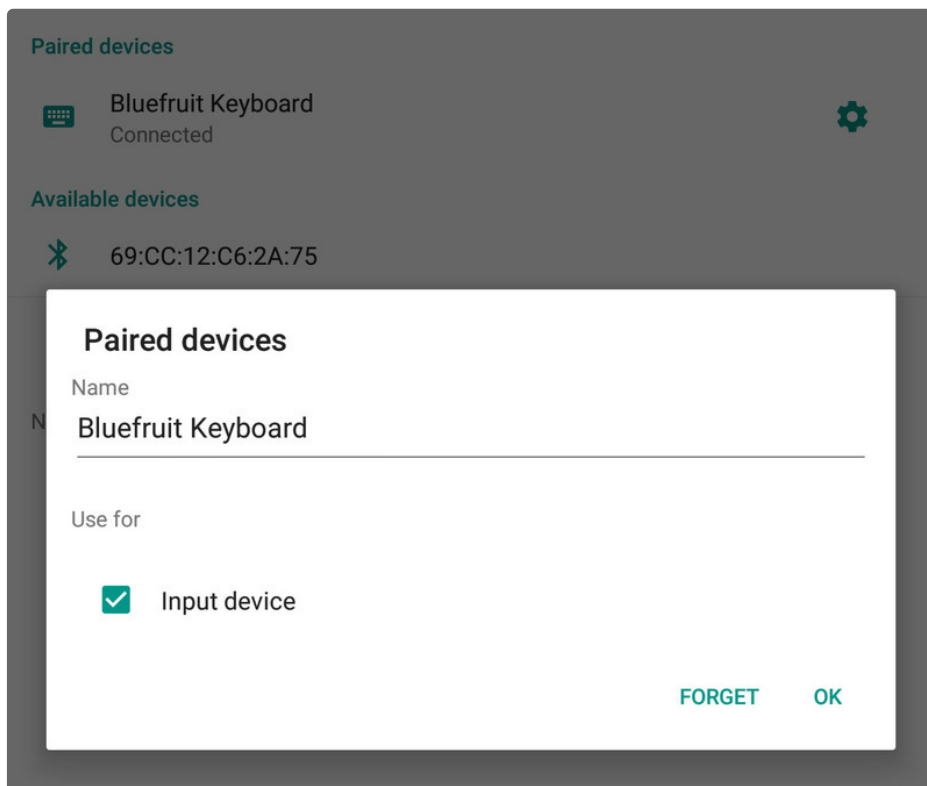 Paired devices
Bluefruit Keyboard
Connected
Available devices
69:CC:12:C6:2A:75
Paired devices
Name
N
Bluefruit Keyboard
Use for
Input device
FORGET OK